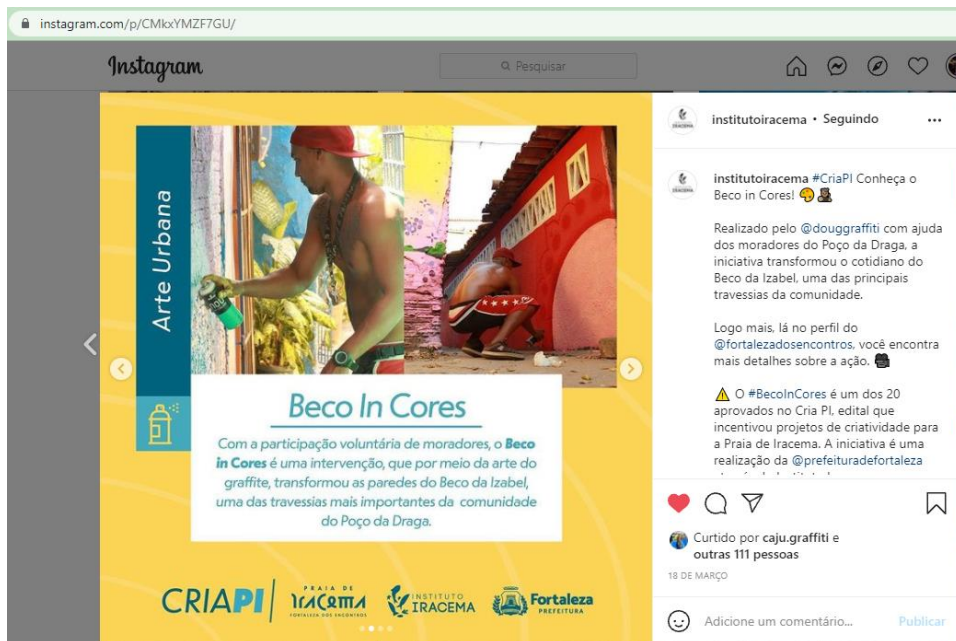 instagram.com/p/CMkxYMZF7GU/
Instagram
Pesquisar
Arte Urbana
Beco In Cores
Com a participação voluntária de moradores, o Beco
in Cores é uma intervenção, que por meio da arte do
graffite, transformou as paredes do Beco da Izabel,
uma das travessias mais importantes da comunidade
do Poço da Draga.
CRIAPI
PRAIA DE
IRACEMA
FORTALEZA DOS ENCONTROS
INSTITUTO
IRACEMA
Fortaleza
PREFEITURA
institutoiracema • Seguindo
institutoiracema #CriaPI Conheça o
Beco in Cores!
Realizado pelo @douggraffiti com ajuda
dos moradores do Poço da Draga, a
iniciativa transformou o cotidiano do
Beco da Izabel, uma das principais
travessias da comunidade.
Logo mais, lá no perfil do
@fortalezadosencontros, você encontra
mais detalhes sobre a ação.
O #BecoInCores é um dos 20
aprovados no Cria PI, edital que
incentivou projetos de criatividade para
a Praia de Iracema. A iniciativa é uma
realização da @prefeituradefortaleza
Curtido por caju.graffiti e
outras 111 pessoas
18 DE MARÇO
Adicione um comentário...
Publicar